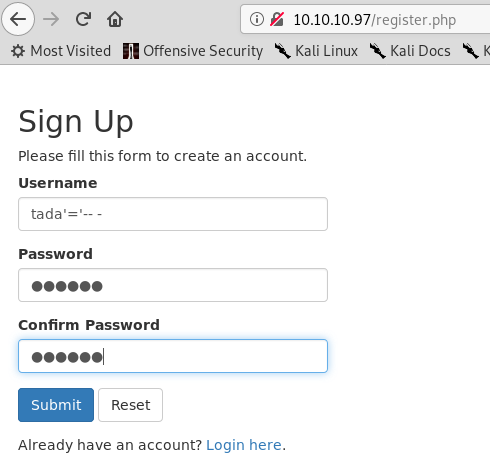 10.10.10.97/register.php
Most Visited Offensive Security Kali Linux Kali Docs
Sign Up
Please fill this form to create an account.
Username
tada'='-- -
Password
●●●●●●
Confirm Password
●●●●●●
Submit Reset
Already have an account? Login here.